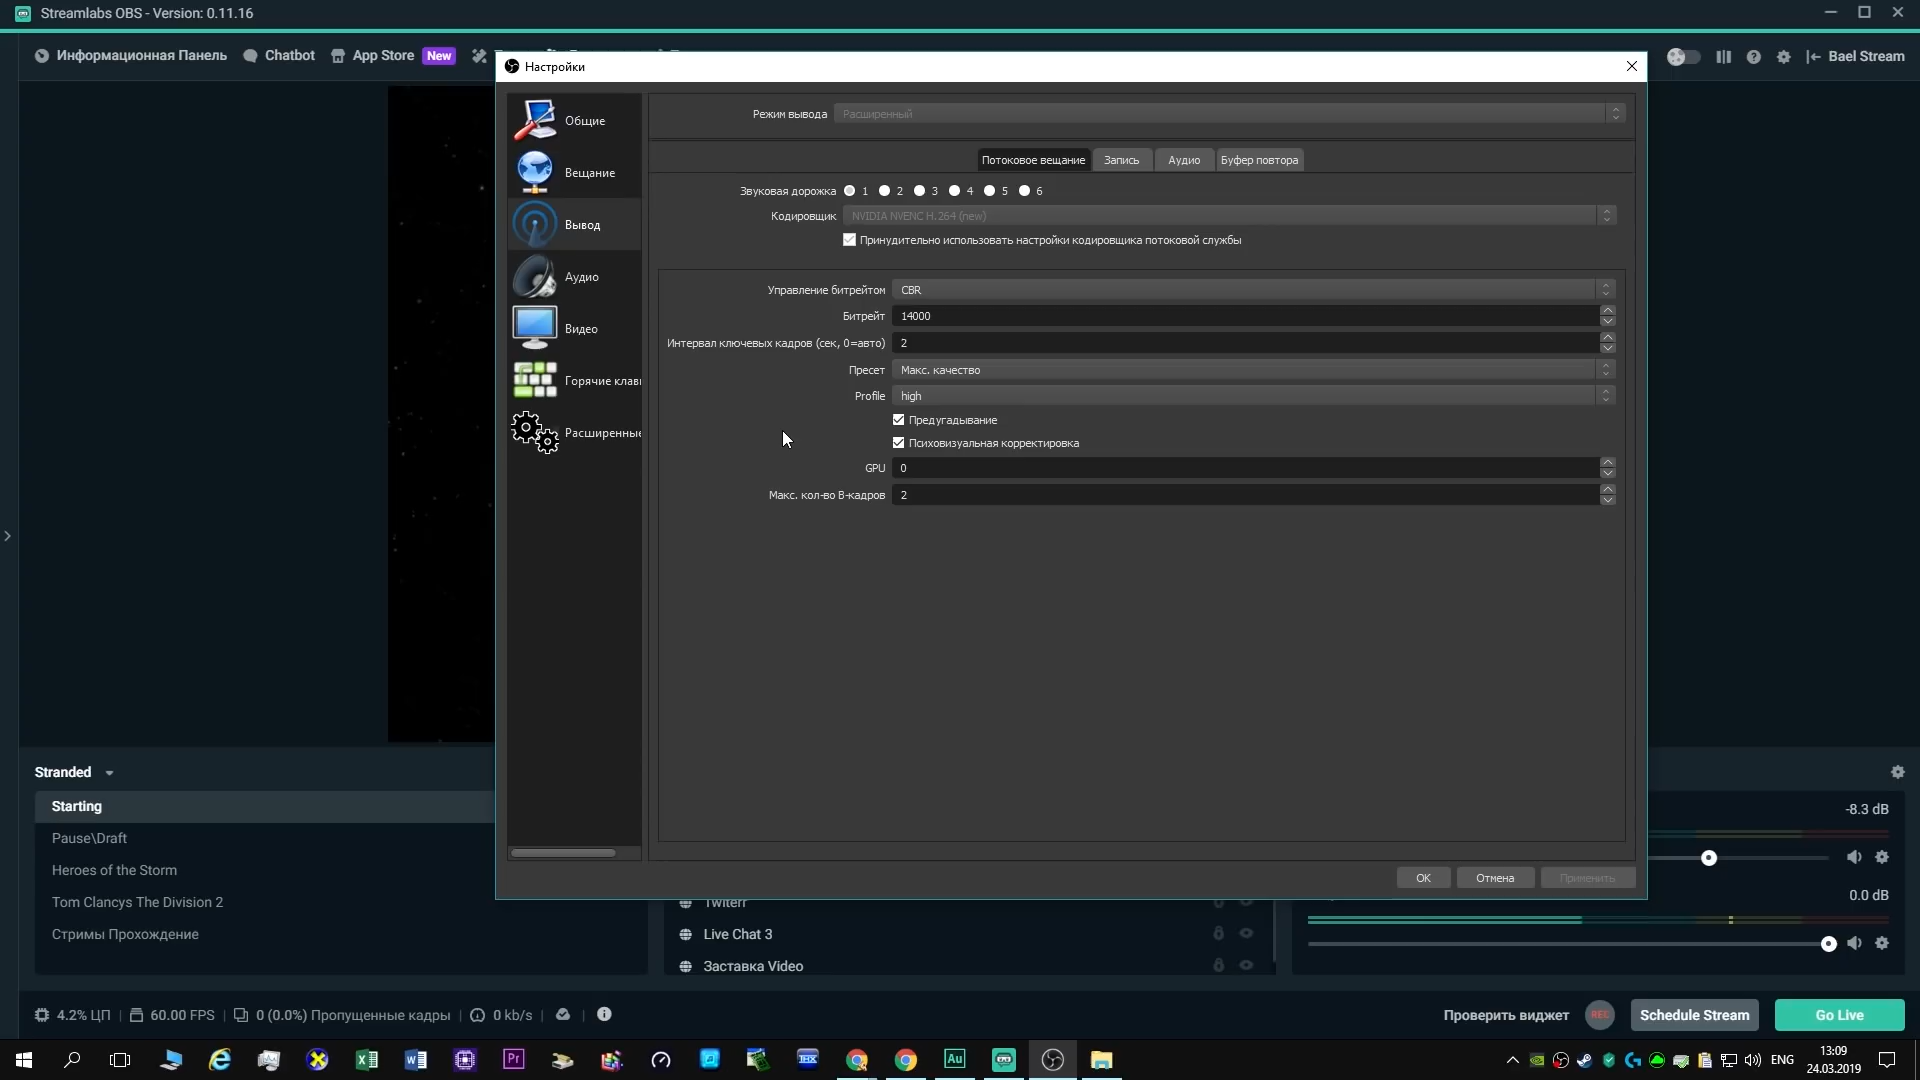 Streamlabs OBS - Version: 0.11.16
Информационная Панель
Chatbot
App Store
New
Bael Stream
Настройки
Общие
Вещание
Вывод
Аудио
Видео
Горячие клав
Расширенные
Режим вывода
Расширенный
Потоковое вещание
Запись
Аудио
Буфер повтора
Звуковая дорожка
1 2 3 4 5 6
Кодировщик
NVIDIA NVENC H.264 (new)
Принудительно использовать настройки кодировщика потоковой службы
Управление битрейтом
CBR
Битрейт
14000
Интервал ключевых кадров (сек, 0=авто)
2
Пресет
Макс. качество
Profile
high
Предугадывание
Психовизуальная корректировка
GPU
0
Макс. кол-во B-кадров
2
OK
Отмена
Применить
Stranded
Starting
Pause\Draft
Heroes of the Storm
Tom Clancys The Division 2
Стримы Прохождение
Twiterr
Live Chat 3
Заставка Video
-8.3 dB
0.0 dB
4.2% ЦП
60.00 FPS
0 (0.0%) Пропущенные кадры
0 kb/s
Проверить виджет
REC
Schedule Stream
Go Live
Pr
THX
Au
ENG
13:09
24.03.2019